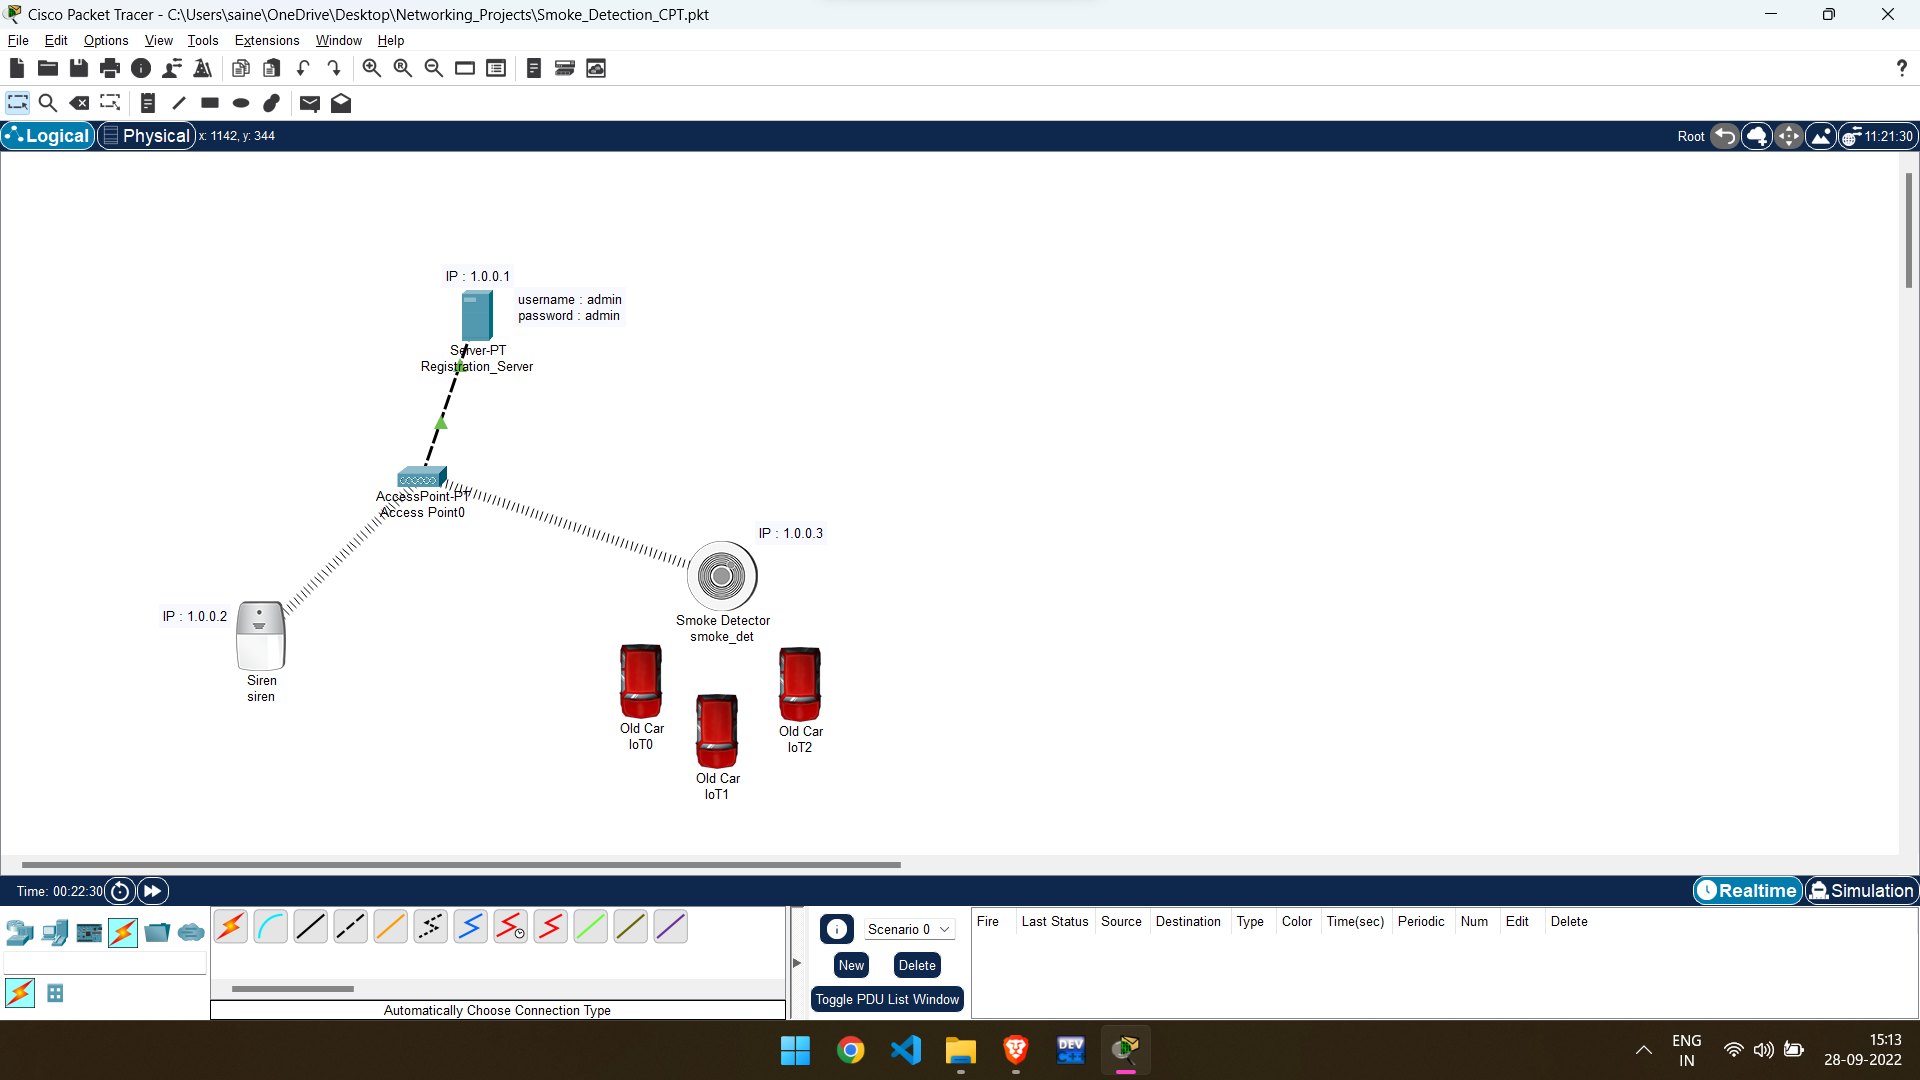 Cisco Packet Tracer - C:\Users\saine\OneDrive\Desktop\Networking_Projects\Smoke_Detection_CPT.pkt
File Edit Options View Tools Extensions Window Help
?
Logical Physical x: 1142, y: 344 Root 11:21:30
IP : 1.0.0.1
username : admin
password : admin
Server-PT
Registration_Server
AccessPoint-PT
Access Point0
IP : 1.0.0.3
Smoke Detector
smoke_det
IP : 1.0.0.2
Siren
siren
Old Car
IoT0
Old Car
IoT1
Old Car
IoT2
Time: 00:22:30 Realtime Simulation
Scenario 0
New Delete
Toggle PDU List Window
Fire Last Status Source Destination Type Color Time(sec) Periodic Num Edit Delete
Automatically Choose Connection Type
DEV
C++
ENG
IN
15:13
28-09-2022